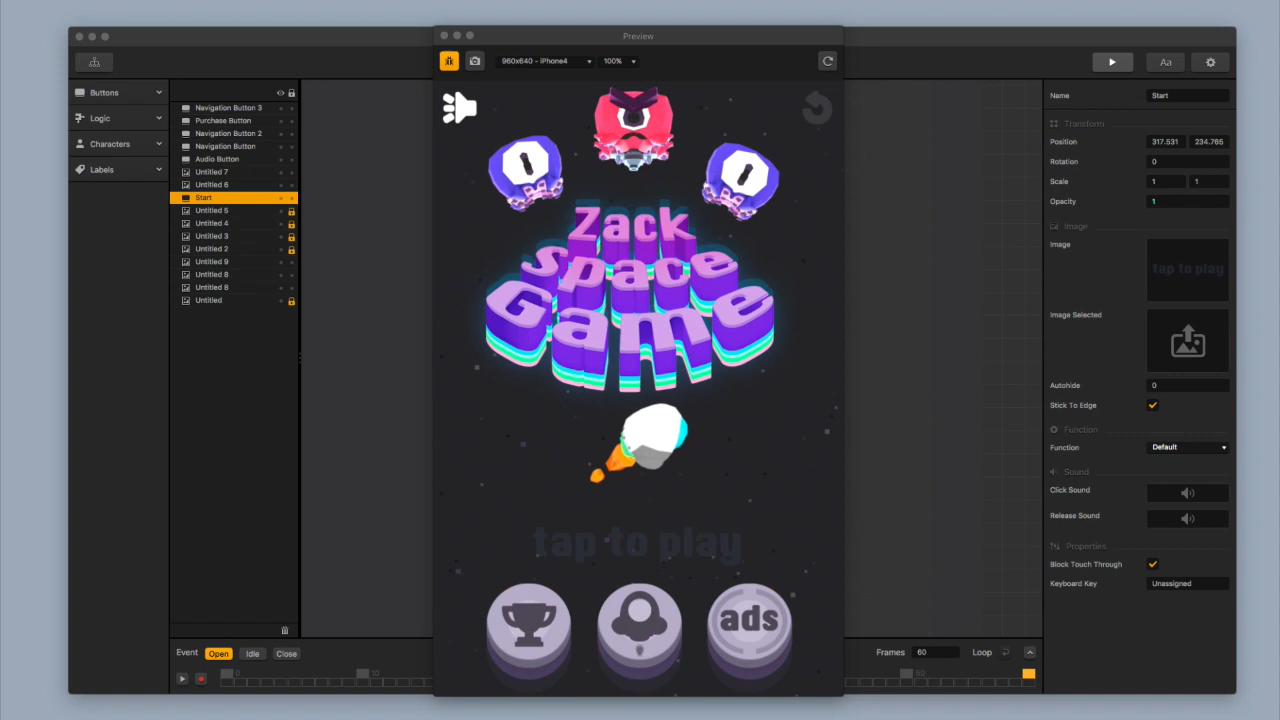 Preview
960x640 - iPhone4
100%
Aa
Buttons
Logic
Characters
Labels
Navigation Button 3
Purchase Button
Navigation Button 2
Navigation Button
Audio Button
Untitled 7
Untitled 6
Start
Untitled 5
Untitled 4
Untitled 3
Untitled 2
Untitled 9
Untitled 8
Untitled 8
Untitled
Zack
Space
Game
tap to play
ads
Name
Start
Transform
Position
317.531
234.765
Rotation
0
Scale
1
1
Opacity
1
Image
Image
tap to play
Image Selected
Autohide
0
Stick To Edge
Function
Function
Default
Sound
Click Sound
Release Sound
Properties
Block Touch Through
Keyboard Key
Unassigned
Event
Open
Idle
Close
Frames
60
Loop
0
10
50